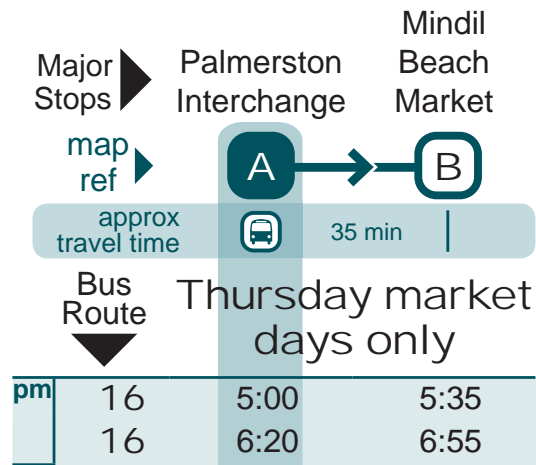 Major Stops
Palmerston Interchange
Mindil Beach Market
map ref
A
B
approx travel time
35 min
Bus Route
Thursday market
days only
pm
16 5:00 5:35
16 6:20 6:55